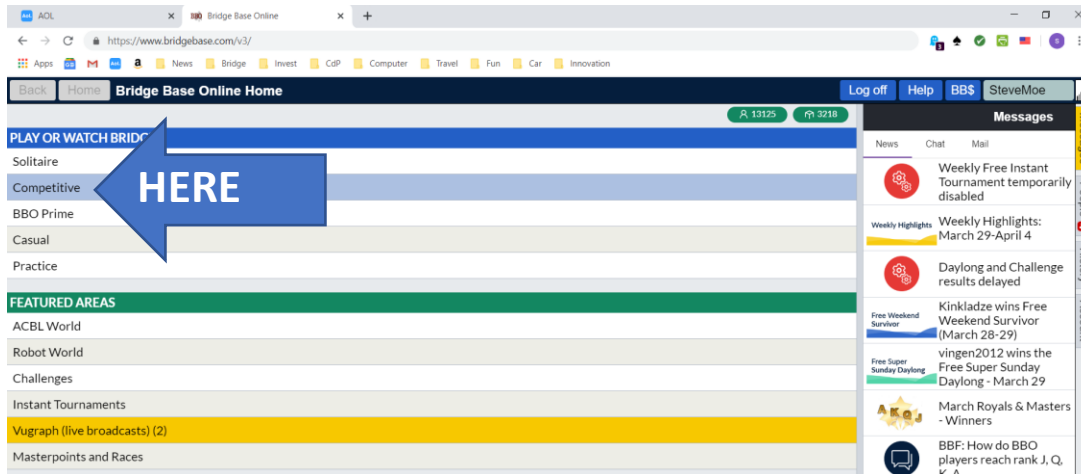 AOL
Bridge Base Online
https://www.bridgebase.com/v3/
Apps
a
News
Bridge
Invest
CdP
Computer
Travel
Fun
Car
Innovation
Back
Home
Bridge Base Online Home
Log off
Help
BB$
SteveMoe
13125
3218
PLAY OR WATCH BRIDG
Solitaire
Competitive
HERE
BBO Prime
Casual
Practice
FEATURED AREAS
ACBL World
Robot World
Challenges
Instant Tournaments
Vugraph (live broadcasts) (2)
Masterpoints and Races
Messages
News
Chat
Mail
Weekly Free Instant
Tournament temporarily
disabled
Weekly Highlights
Weekly Highlights:
March 29-April 4
Daylong and Challenge
results delayed
Free Weekend
Survivor
Kinkladze wins Free
Weekend Survivor
(March 28-29)
Free Super
Sunday Daylong
vingen2012 wins the
Free Super Sunday
Daylong - March 29
AKQJ
March Royals & Masters
- Winners
BBF: How do BBO
players reach rank J, Q,
K, A